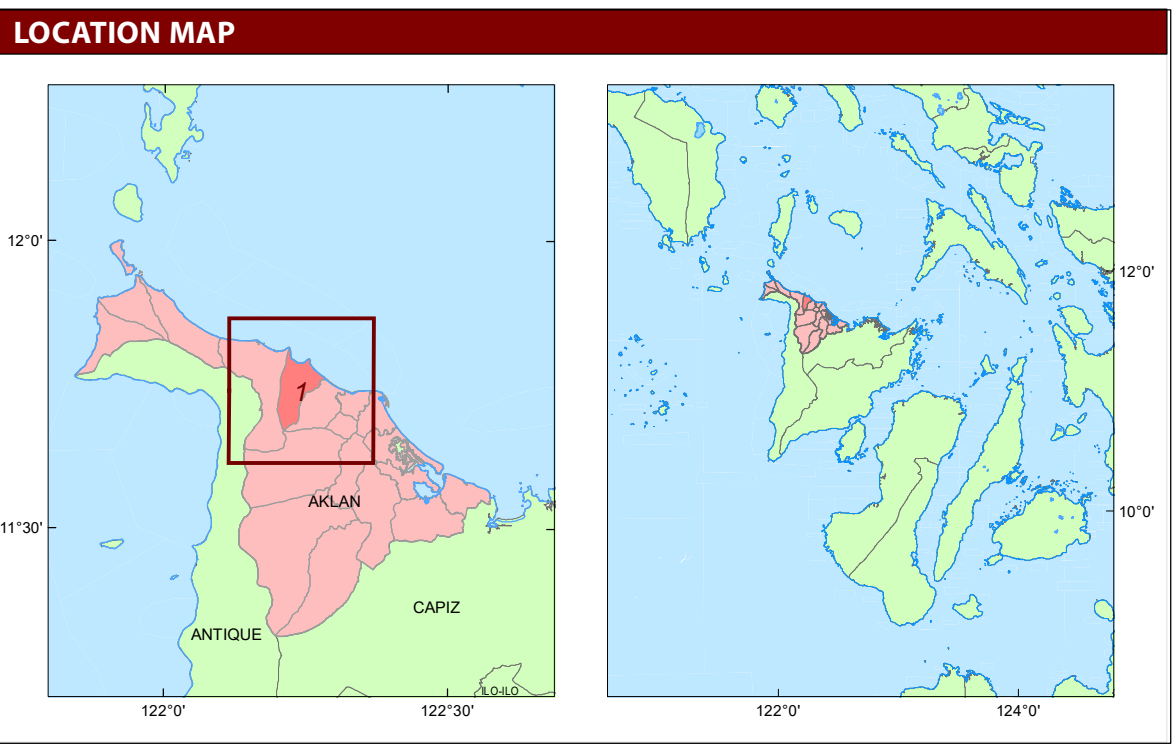 LOCATION MAP
12°0'
1
AKLAN
11°30'
CAPIZ
ANTIQUE
ILO-ILO
122°0'
122°30'
12°0'
10°0'
122°0'
124°0'